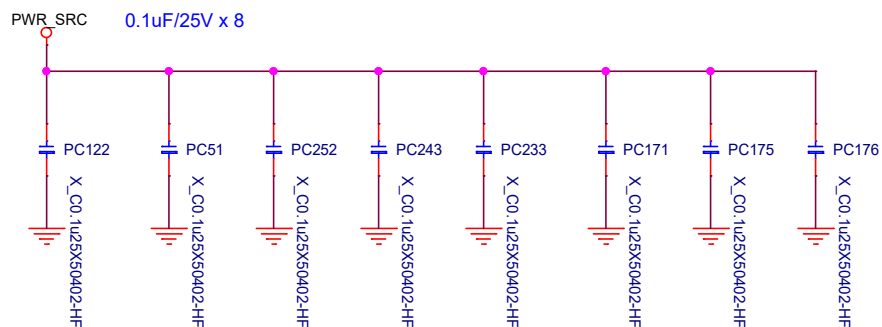 PWR_SRC
0.1uF/25V x 8
PC122
PC51
PC252
PC243
PC233
PC171
PC175
PC176
X_C0.1u25X50402-HF
X_C0.1u25X50402-HF
X_C0.1u25X50402-HF
X_C0.1u25X50402-HF
X_C0.1u25X50402-HF
X_C0.1u25X50402-HF
X_C0.1u25X50402-HF
X_C0.1u25X50402-HF